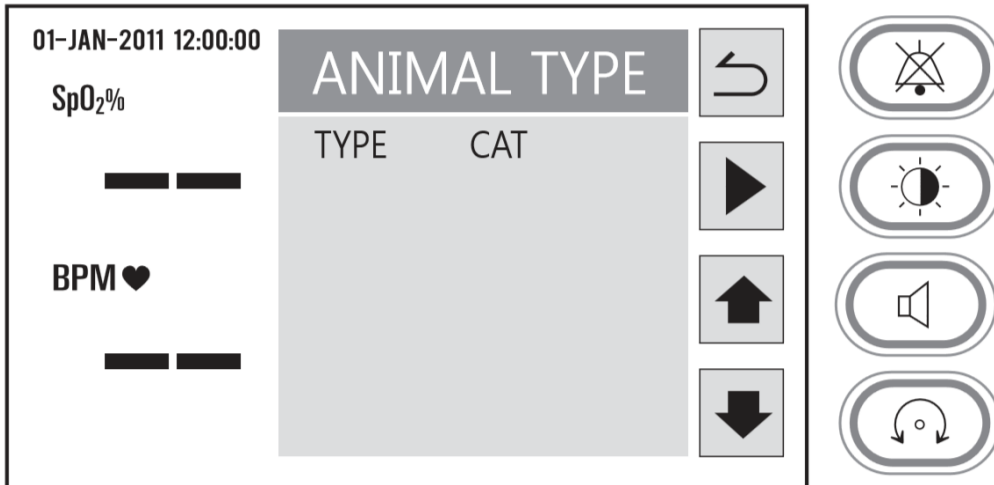 01-JAN-2011 12:00:00
SpO₂%
-- 
BPM♥
--
ANIMAL TYPE
TYPE CAT